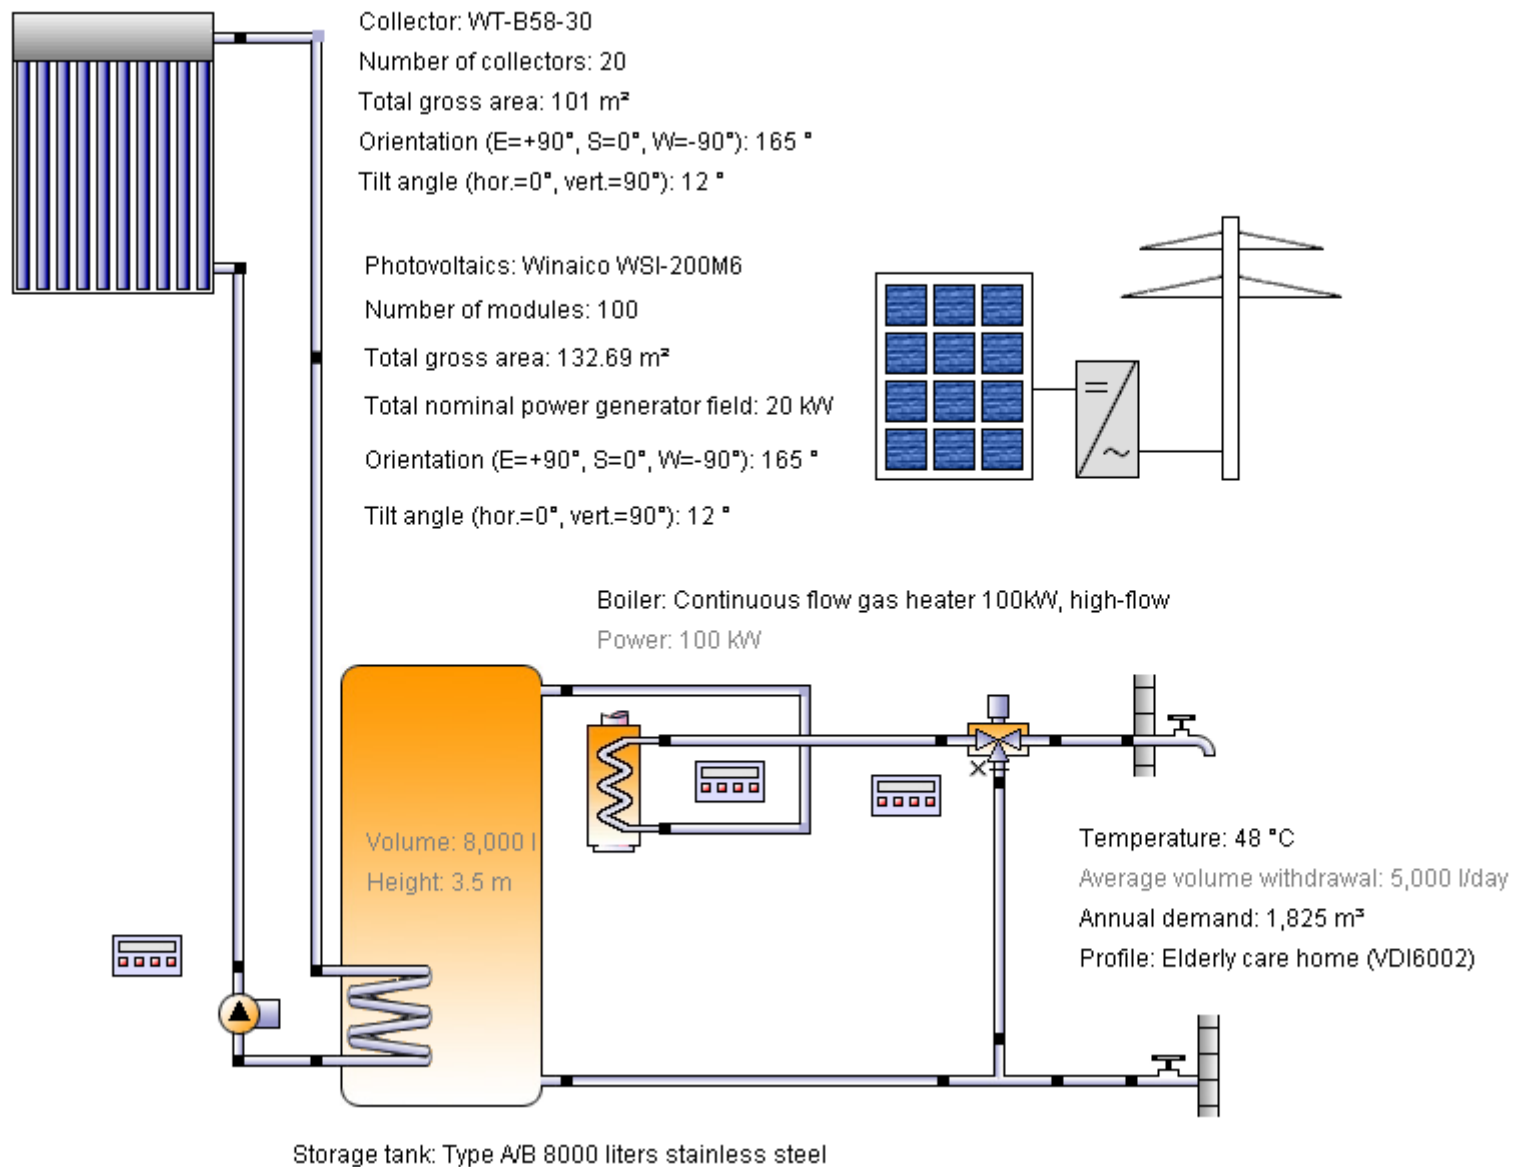 Collector: WT-B58-30
Number of collectors: 20
Total gross area: 101 m²
Orientation (E=+90°, S=0°, W=-90°): 165 °
Tilt angle (hor.=0°, vert.=90°): 12 °
Photovoltaics: Winaico WSI-200M6
Number of modules: 100
Total gross area: 132.69 m²
Total nominal power generator field: 20 kW
Orientation (E=+90°, S=0°, W=-90°): 165 °
Tilt angle (hor.=0°, vert.=90°): 12 °
Boiler: Continuous flow gas heater 100kW, high-flow
Power: 100 kW
Volume: 8,000 l
Height: 3.5 m
Temperature: 48 °C
Average volume withdrawal: 5,000 l/day
Annual demand: 1,825 m³
Profile: Elderly care home (VDI6002)
Storage tank: Type A/B 8000 liters stainless steel